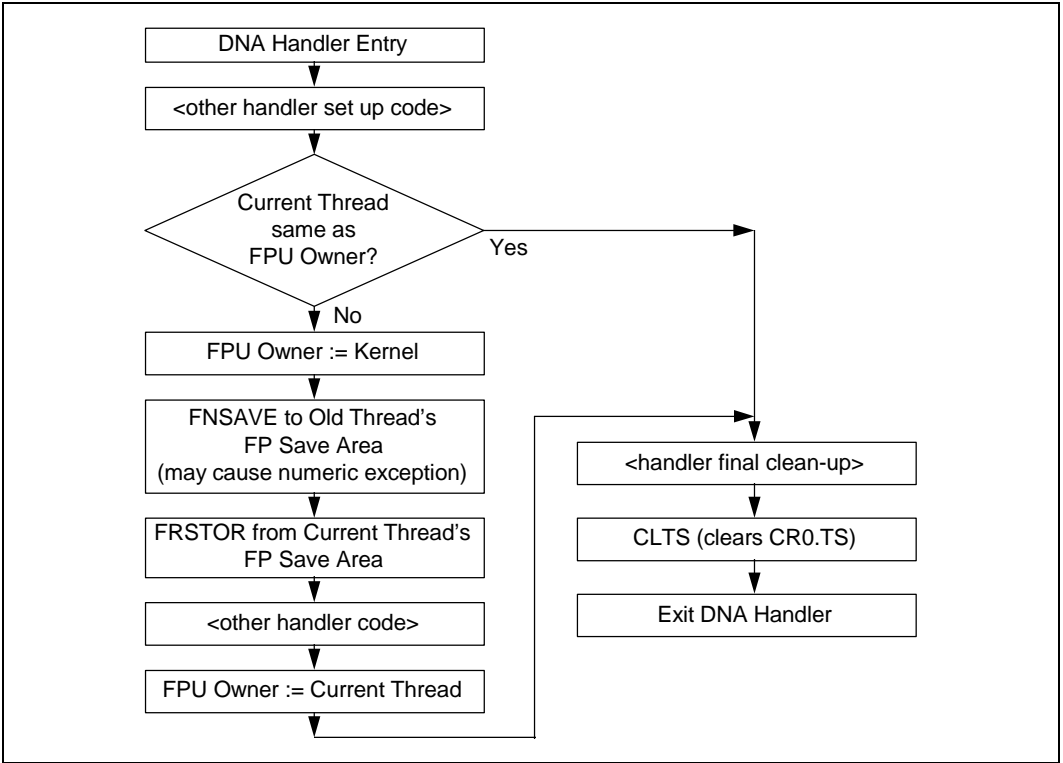 DNA Handler Entry
<other handler set up code>
Current Thread
same as
FPU Owner?
Yes
No
FPU Owner := Kernel
FNSAVE to Old Thread's
FP Save Area
(may cause numeric exception)
FRSTOR from Current Thread's
FP Save Area
<other handler code>
FPU Owner := Current Thread
<handler final clean-up>
CLTS (clears CR0.TS)
Exit DNA Handler